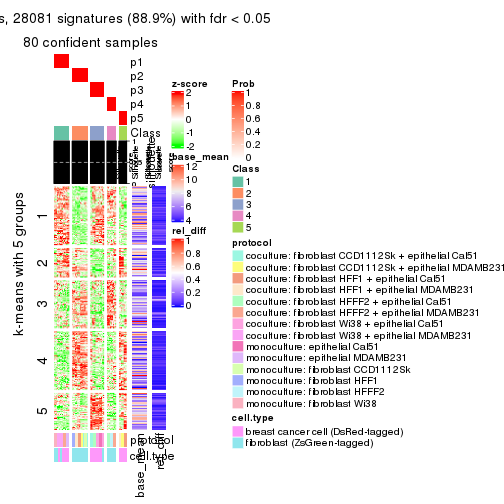 s, 28081 signatures (88.9%) with fdr < 0.05
80 confident samples
p1
p2
p3
p4
p5
Class
k-means with 5 groups
1
2
3
4
5
protocol
cell.type
base_mean
rel_diff
z-score
2
1
0
-1
-2
base_mean
12
10
8
6
4
rel_diff
1
0.8
0.6
0.4
0.2
0
Prob
1
0.8
0.6
0.4
0.2
0
Class
1
2
3
4
5
protocol
coculture: fibroblast CCD1112Sk + epithelial Cal51
coculture: fibroblast CCD1112Sk + epithelial MDAMB231
coculture: fibroblast HFF1 + epithelial Cal51
coculture: fibroblast HFF1 + epithelial MDAMB231
coculture: fibroblast HFFF2 + epithelial Cal51
coculture: fibroblast HFFF2 + epithelial MDAMB231
coculture: fibroblast Wi38 + epithelial Cal51
coculture: fibroblast Wi38 + epithelial MDAMB231
monoculture: epithelial Cal51
monoculture: epithelial MDAMB231
monoculture: fibroblast CCD1112Sk
monoculture: fibroblast HFF1
monoculture: fibroblast HFFF2
monoculture: fibroblast Wi38
cell.type
breast cancer cell (DsRed-tagged)
fibroblast (ZsGreen-tagged)